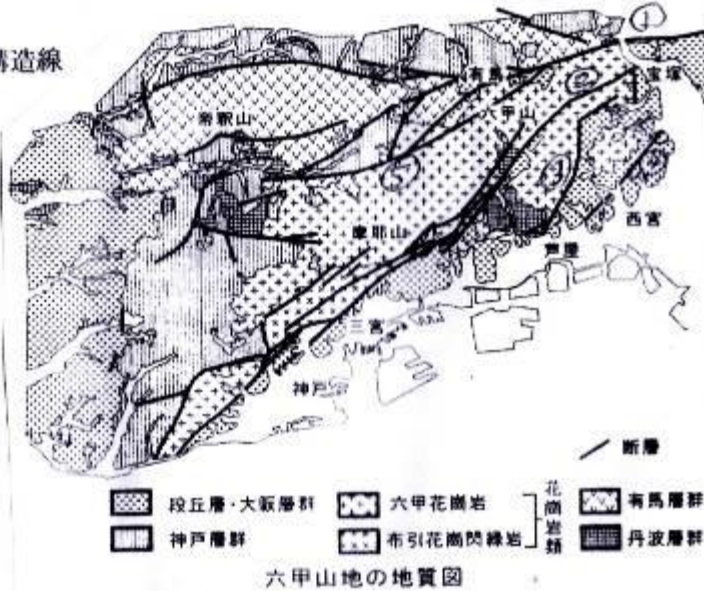 構造線
有馬
宝塚
帝釈山
六甲山
摩耶山
西宮
芦屋
三宮
神戸
断層
段丘層・大阪層群
六甲花崗岩
花崗岩類
有馬層群
神戸層群
布引花崗閃緑岩
丹波層群
六甲山地の地質図